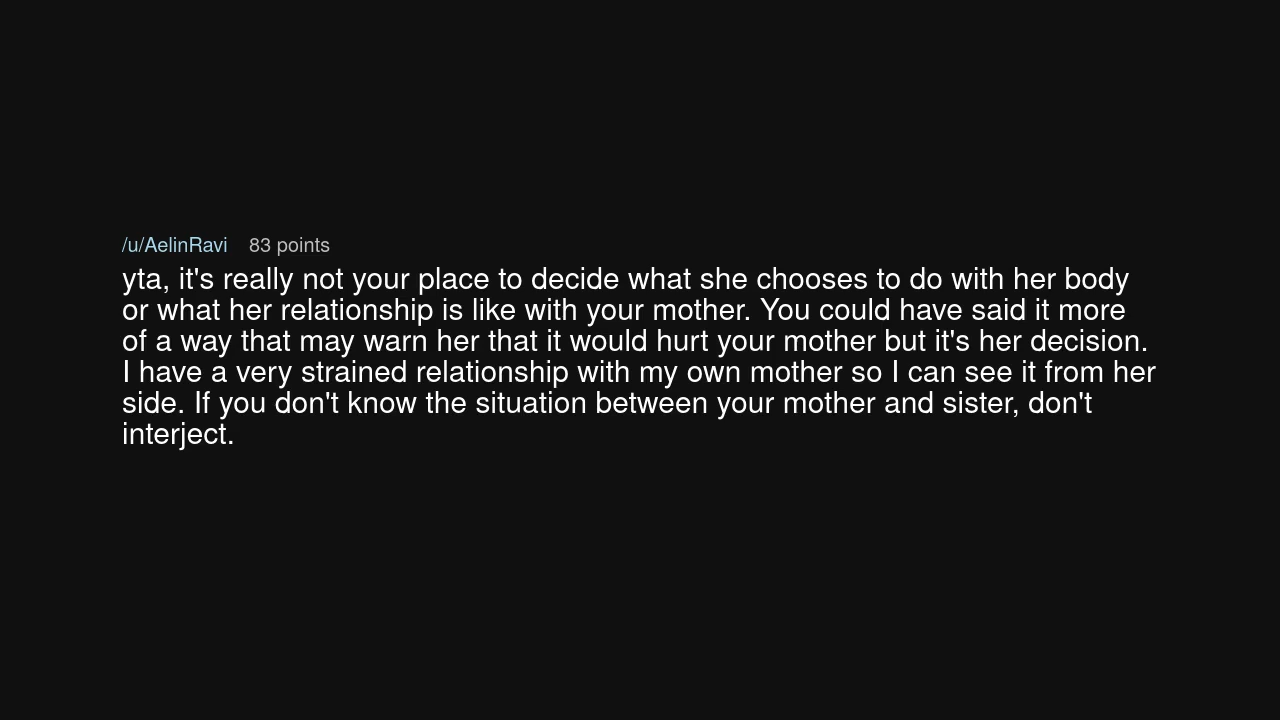 /u/AelinRavi 83 points
yta, it's really not your place to decide what she chooses to do with her body
or what her relationship is like with your mother. You could have said it more
of a way that may warn her that it would hurt your mother but it's her decision.
I have a very strained relationship with my own mother so I can see it from her
side. If you don't know the situation between your mother and sister, don't
interject.